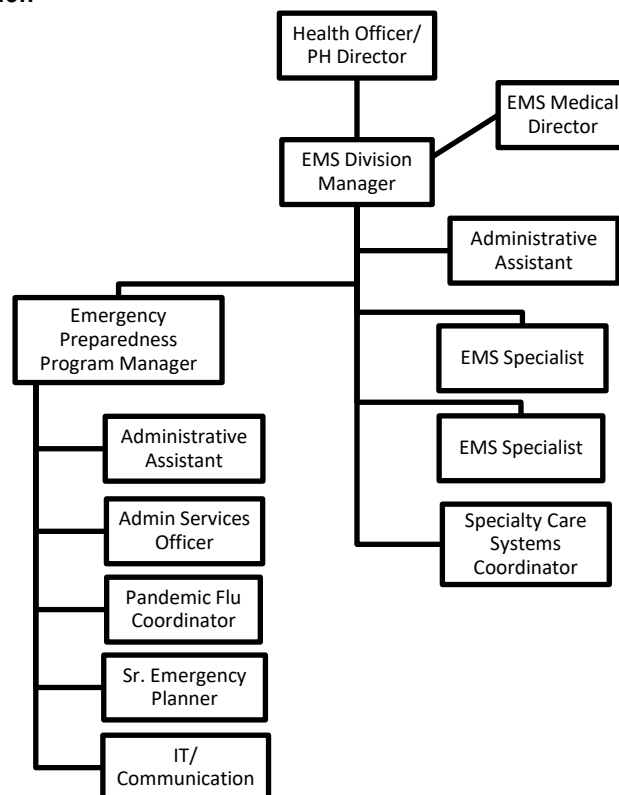 Health Officer/
PH Director
EMS Medical
Director
EMS Division
Manager
Administrative
Assistant
Emergency
Preparedness
Program Manager
EMS Specialist
Administrative
Assistant
EMS Specialist
Admin Services
Officer
Specialty Care
Systems
Coordinator
Pandemic Flu
Coordinator
Sr. Emergency
Planner
IT/
Communication